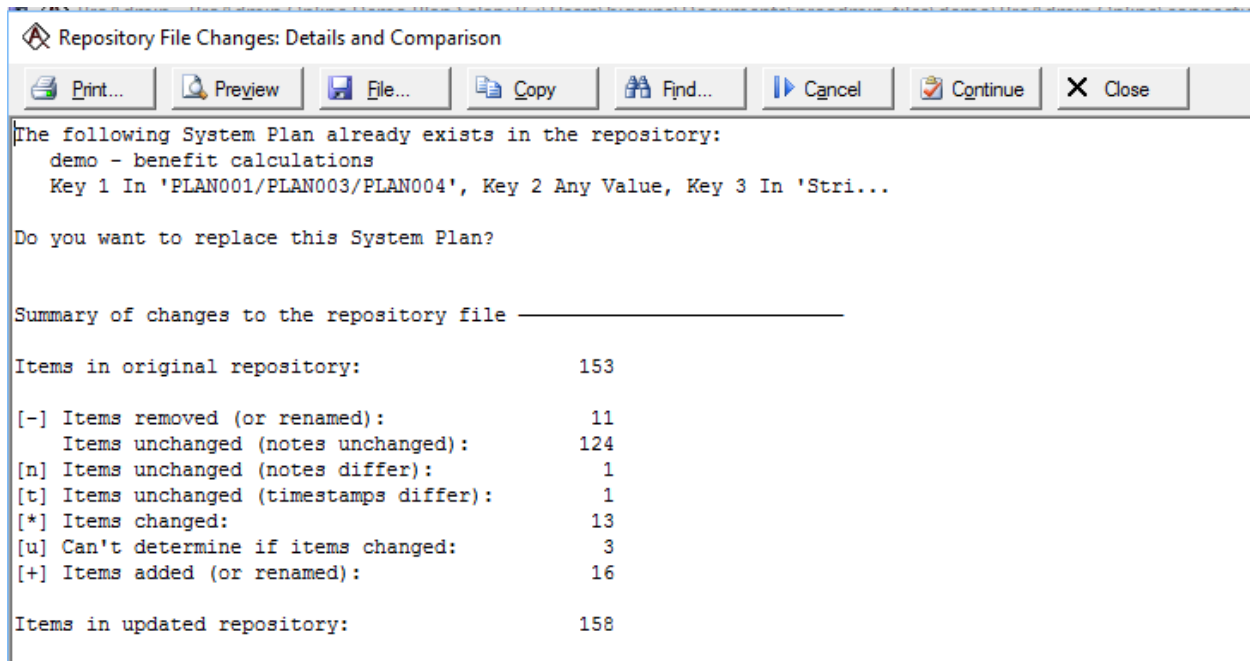 Repository File Changes: Details and Comparison
Print... Preview File... Copy Find... Cancel Continue Close
The following System Plan already exists in the repository:
demo - benefit calculations
Key 1 In 'PLAN001/PLAN003/PLAN004', Key 2 Any Value, Key 3 In 'Stri...
Do you want to replace this System Plan?
Summary of changes to the repository file
Items in original repository: 153
[-] Items removed (or renamed): 11
Items unchanged (notes unchanged): 124
[n] Items unchanged (notes differ): 1
[t] Items unchanged (timestamps differ): 1
[*] Items changed: 13
[u] Can't determine if items changed: 3
[+] Items added (or renamed): 16
Items in updated repository: 158